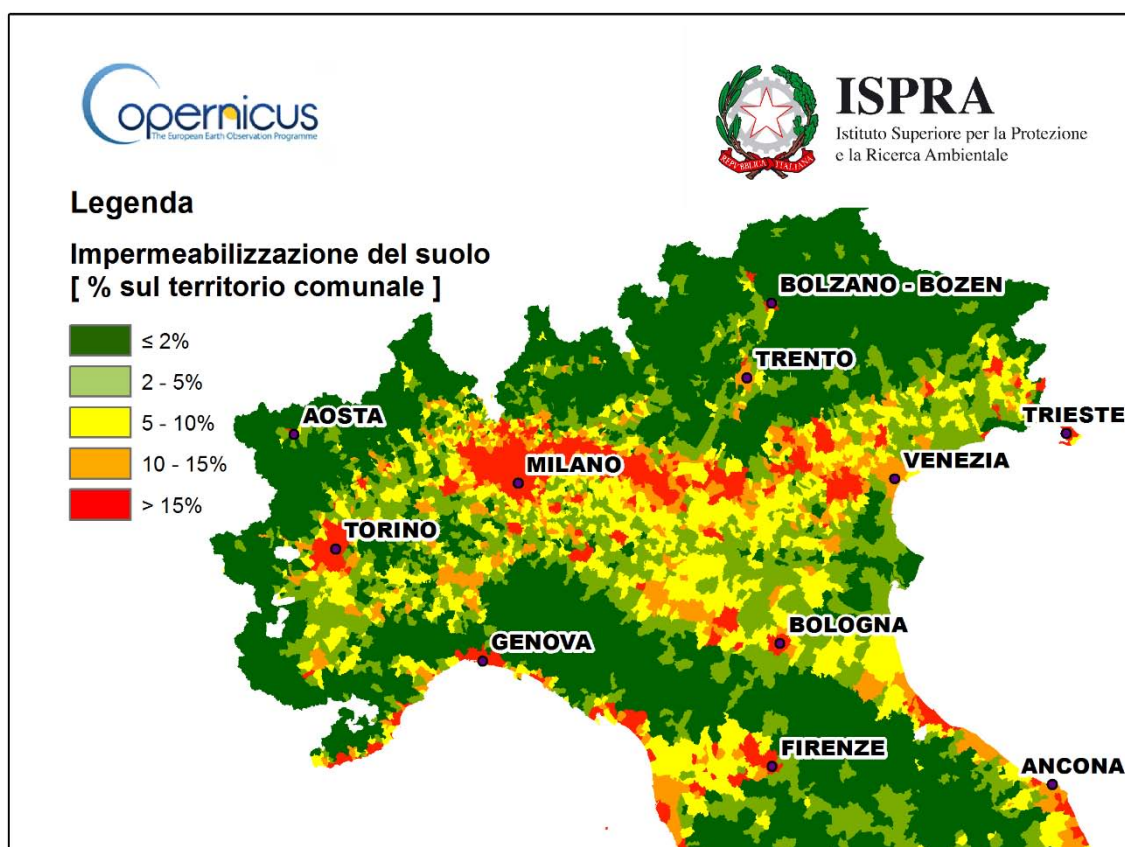 Copernicus
The European Earth Observation Programme
REPVBBLICA ITALIANA
ISPRA
Istituto Superiore per la Protezione
e la Ricerca Ambientale
Legenda
Impermeabilizzazione del suolo
[ % sul territorio comunale ]
≤ 2%
2 - 5%
5 - 10%
10 - 15%
> 15%
BOLZANO - BOZEN
TRENTO
AOSTA
TRIESTE
MILANO
VENEZIA
TORINO
BOLOGNA
GENOVA
FIRENZE
ANCONA